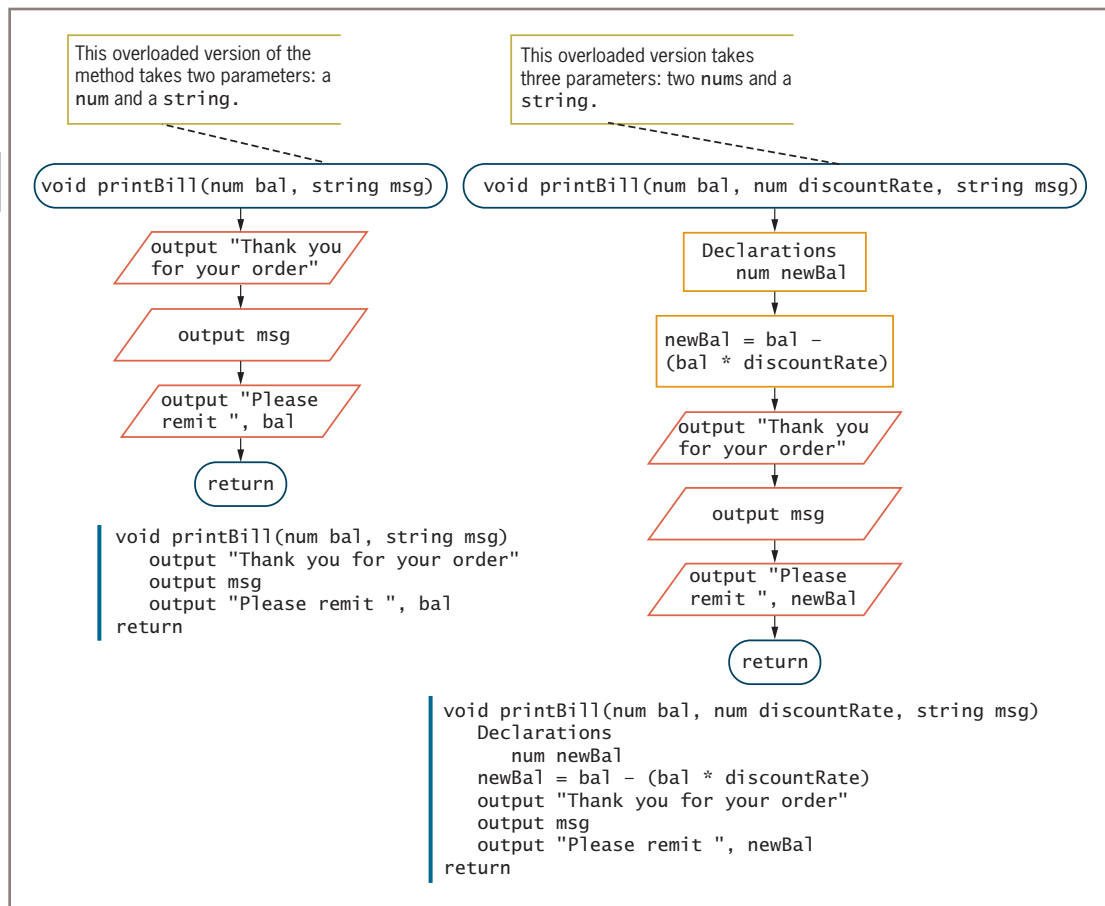 This overloaded version of the
method takes two parameters: a
num and a string.
void printBill(num bal, string msg)
output "Thank you
for your order"
output msg
output "Please
remit ", bal
return
void printBill(num bal, string msg)
output "Thank you for your order"
output msg
output "Please remit ", bal
return
This overloaded version takes
three parameters: two nums and a
string.
void printBill(num bal, num discountRate, string msg)
Declarations
num newBal
newBal = bal –
(bal * discountRate)
output "Thank you
for your order"
output msg
output "Please
remit ", newBal
return
void printBill(num bal, num discountRate, string msg)
Declarations
num newBal
newBal = bal – (bal * discountRate)
output "Thank you for your order"
output msg
output "Please remit ", newBal
return